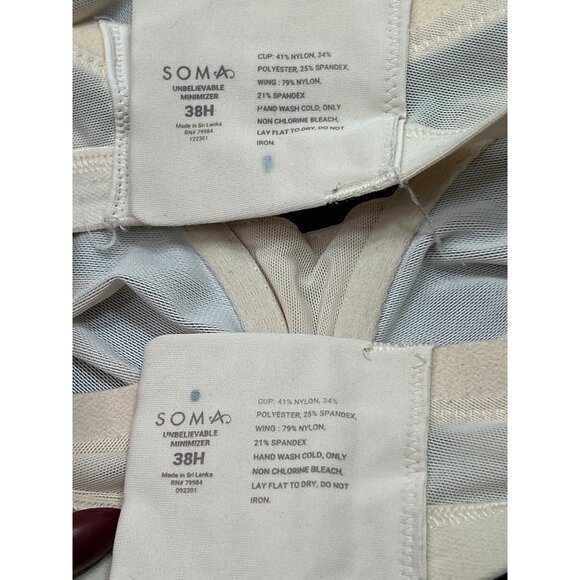 SOMA
UNBELIEVABLE
MINIMIZER
38H
Made in Sri Lanka
RN# 79984
122301
CUP: 41% NYLON, 34%
POLYESTER, 25% SPANDEX,
WING : 79% NYLON,
21% SPANDEX
HAND WASH COLD, ONLY
NON CHLORINE BLEACH,
LAY FLAT TO DRY, DO NOT
IRON.
SOMA
UNBELIEVABLE
MINIMIZER
38H
Made in Sri Lanka
RN# 79984
092301
CUP: 41% NYLON, 34%
POLYESTER, 25% SPANDEX,
WING : 79% NYLON,
21% SPANDEX
HAND WASH COLD, ONLY
NON CHLORINE BLEACH,
LAY FLAT TO DRY, DO NOT
IRON.